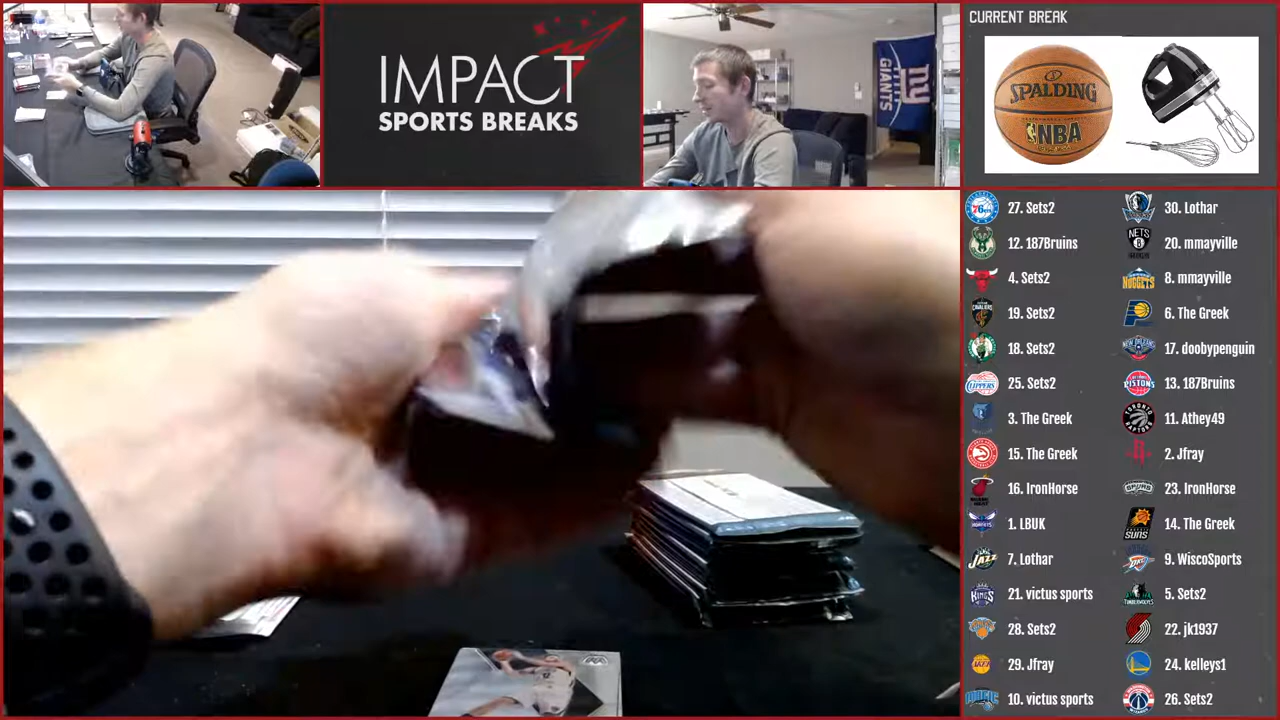 IMPACT
SPORTS BREAKS
ny
GIANTS
CURRENT BREAK
SPALDING
NBA
27. Sets2
30. Lothar
12. 187Bruins
20. mmayville
4. Sets2
8. mmayville
19. Sets2
6. The Greek
18. Sets2
17. doobypenguin
25. Sets2
13. 187Bruins
3. The Greek
11. Athey49
15. The Greek
2. Jfray
16. IronHorse
23. IronHorse
1. LBUK
14. The Greek
7. Lothar
9. WiscoSports
21. victus sports
5. Sets2
28. Sets2
22. jk1937
29. Jfray
24. kelleys1
10. victus sports
26. Sets2